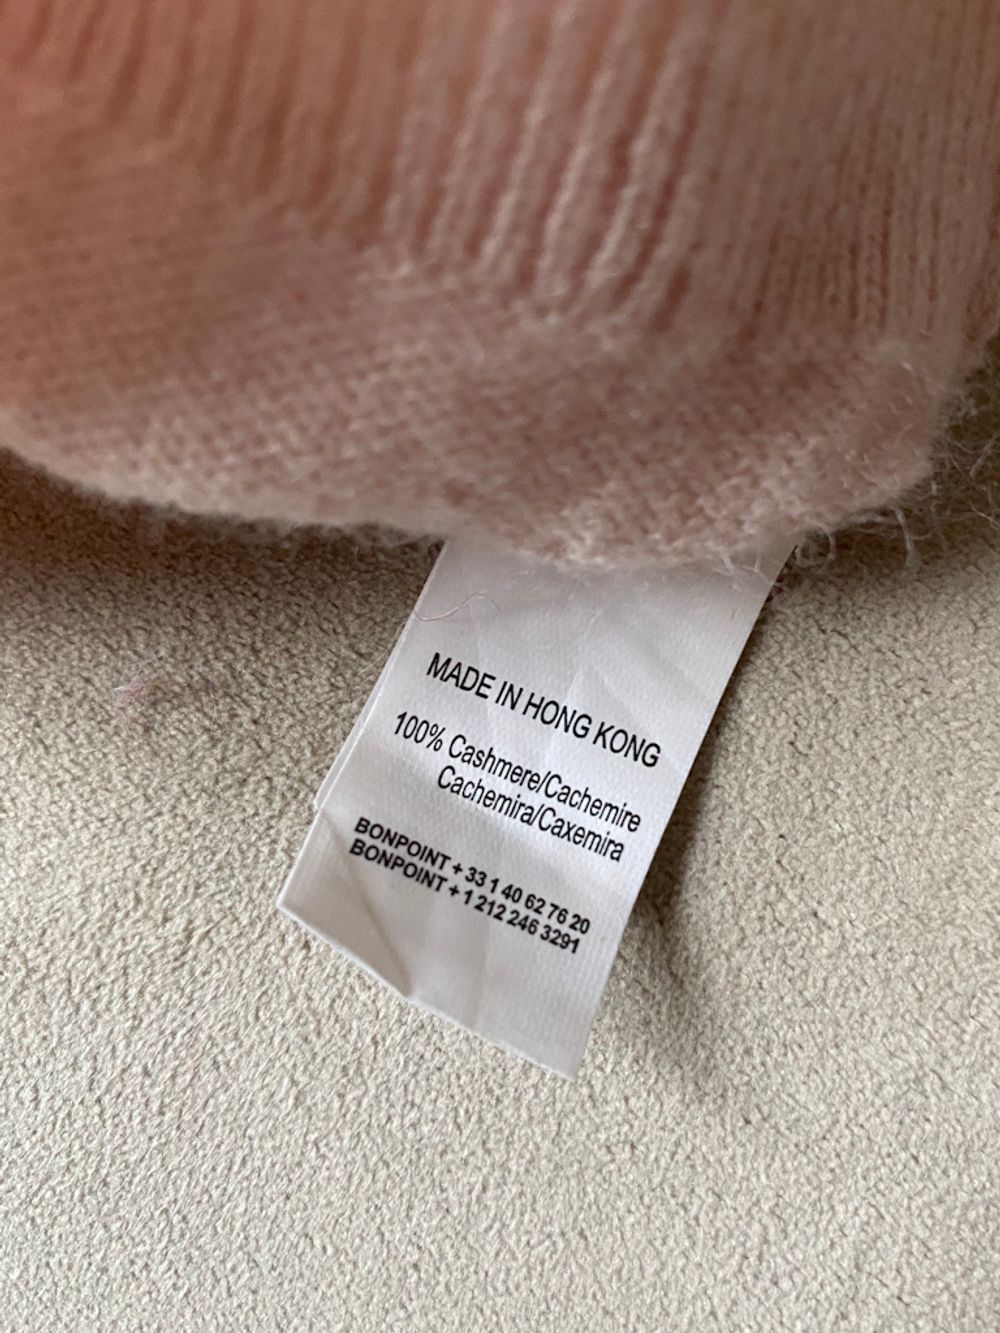 MADE IN HONG KONG
100% Cashmere/Cachemire
Cachemira/Caxemira
BONPOINT + 33 1 40 62 76 20
BONPOINT + 1 212 246 3291